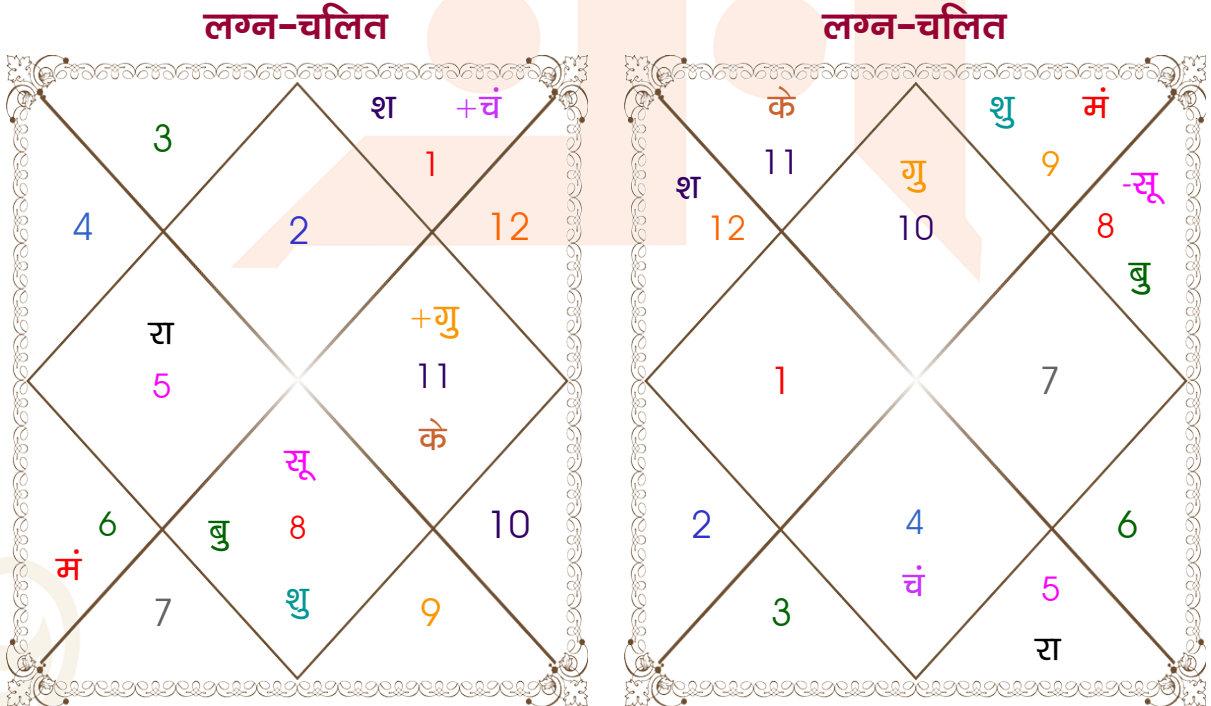 लग्न-चलित
श +चं
3
1
4
2
12
रा
+गु
5
11
के
सू
6
बु
8
10
मं
शु
7
9
लग्न-चलित
के
शु
मं
11
गु
9
श
-सू
12
10
8
बु
1
7
2
4
6
चं
5
3
रा